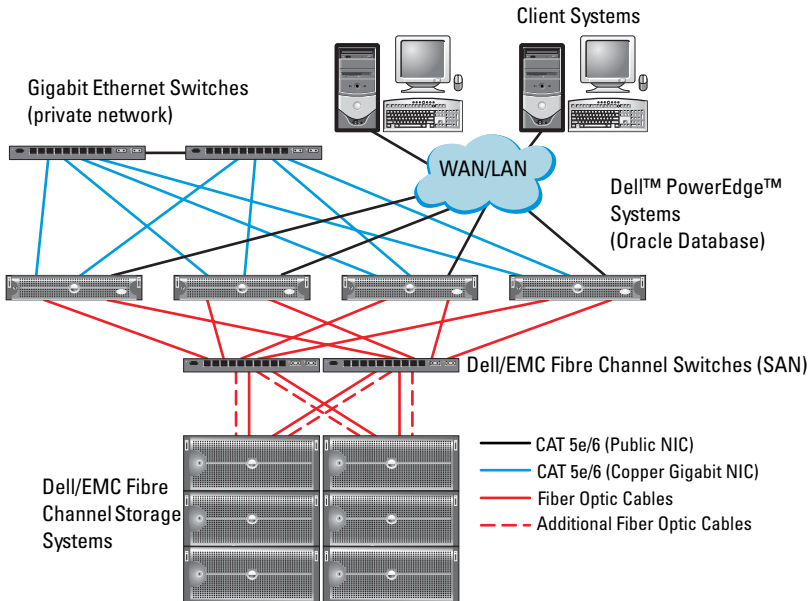 Client Systems
Gigabit Ethernet Switches
(private network)
WAN/LAN
Dell™ PowerEdge™
Systems
(Oracle Database)
Dell/EMC Fibre Channel Switches (SAN)
CAT 5e/6 (Public NIC)
CAT 5e/6 (Copper Gigabit NIC)
Fiber Optic Cables
Additional Fiber Optic Cables
Dell/EMC Fibre
Channel Storage
Systems